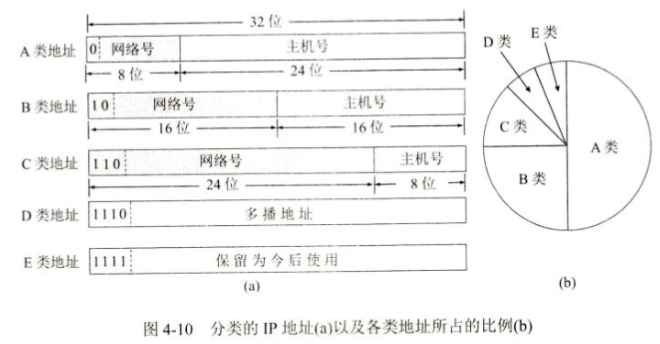 32 位
A 类地址 0 网络号 主机号
8 位 24 位
B 类地址 10 网络号 主机号
16 位 16 位
C 类地址 110 网络号 主机号
24 位 8 位
D 类地址 1110 多播地址
E 类地址 1111 保留为今后使用
(a)
D 类
E 类
C 类
A 类
B 类
(b)
图 4-10 分类的 IP 地址(a)以及各类地址所占的比例(b)